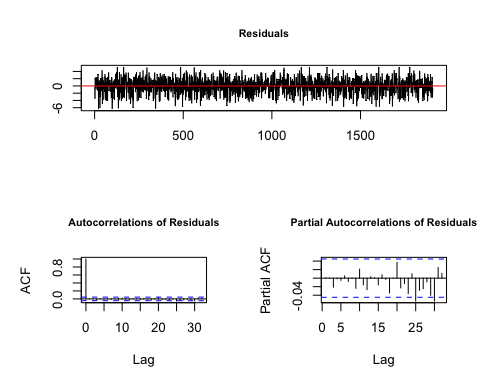 Residuals
0
-6
0 500 1000 1500
Autocorrelations of Residuals
Partial Autocorrelations of Residuals
ACF
0.8
0.0
0 5 15 20 30
Lag
Partial ACF
-0.04
0 5 15 25
Lag